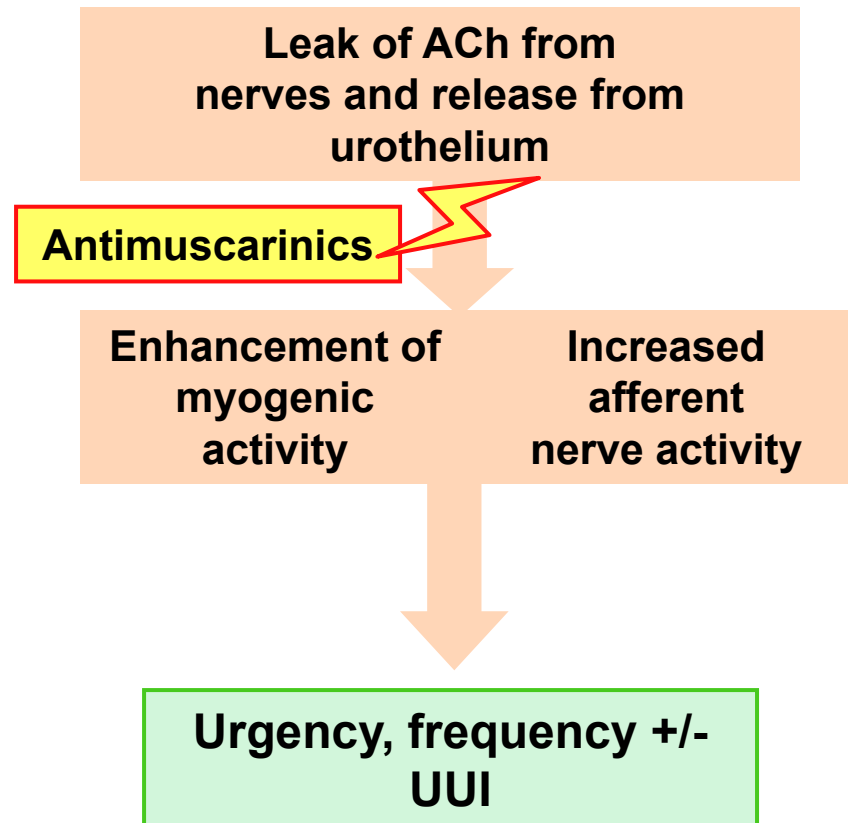 Leak of ACh from
nerves and release from
urothelium
Antimuscarinics
Enhancement of
myogenic
activity
Increased
afferent
nerve activity
Urgency, frequency +/-
UUI